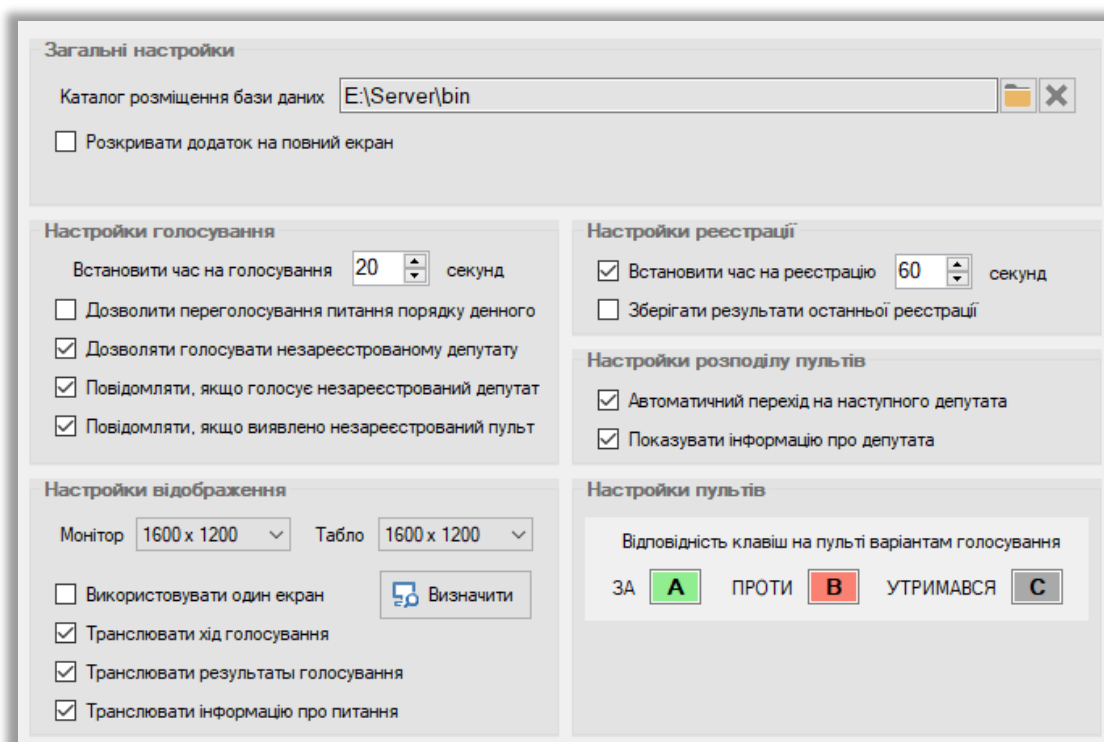 Загальні настройки
Каталог розміщення бази даних E:\Server\bin
Розкривати додаток на повний екран
Настройки голосування
Встановити час на голосування 20 секунд
Дозволити переголосування питання порядку денного
Дозволяти голосувати незареєстрованому депутату
Повідомляти, якщо голосує незареєстрований депутат
Повідомляти, якщо виявлено незареєстрований пульт
Настройки реєстрації
Встановити час на реєстрацію 60 секунд
Зберігати результати останньої реєстрації
Настройки розподілу пультів
Автоматичний перехід на наступного депутата
Показувати інформацію про депутата
Настройки відображення
Монітор 1600 x 1200 Табло 1600 x 1200
Використовувати один екран Визначити
Транслювати хід голосування
Транслювати результаты голосування
Транслювати інформацію про питання
Настройки пультів
Відповідність клавіш на пульті варіантам голосування
ЗА A ПРОТИ B УТРИМАВСЯ C